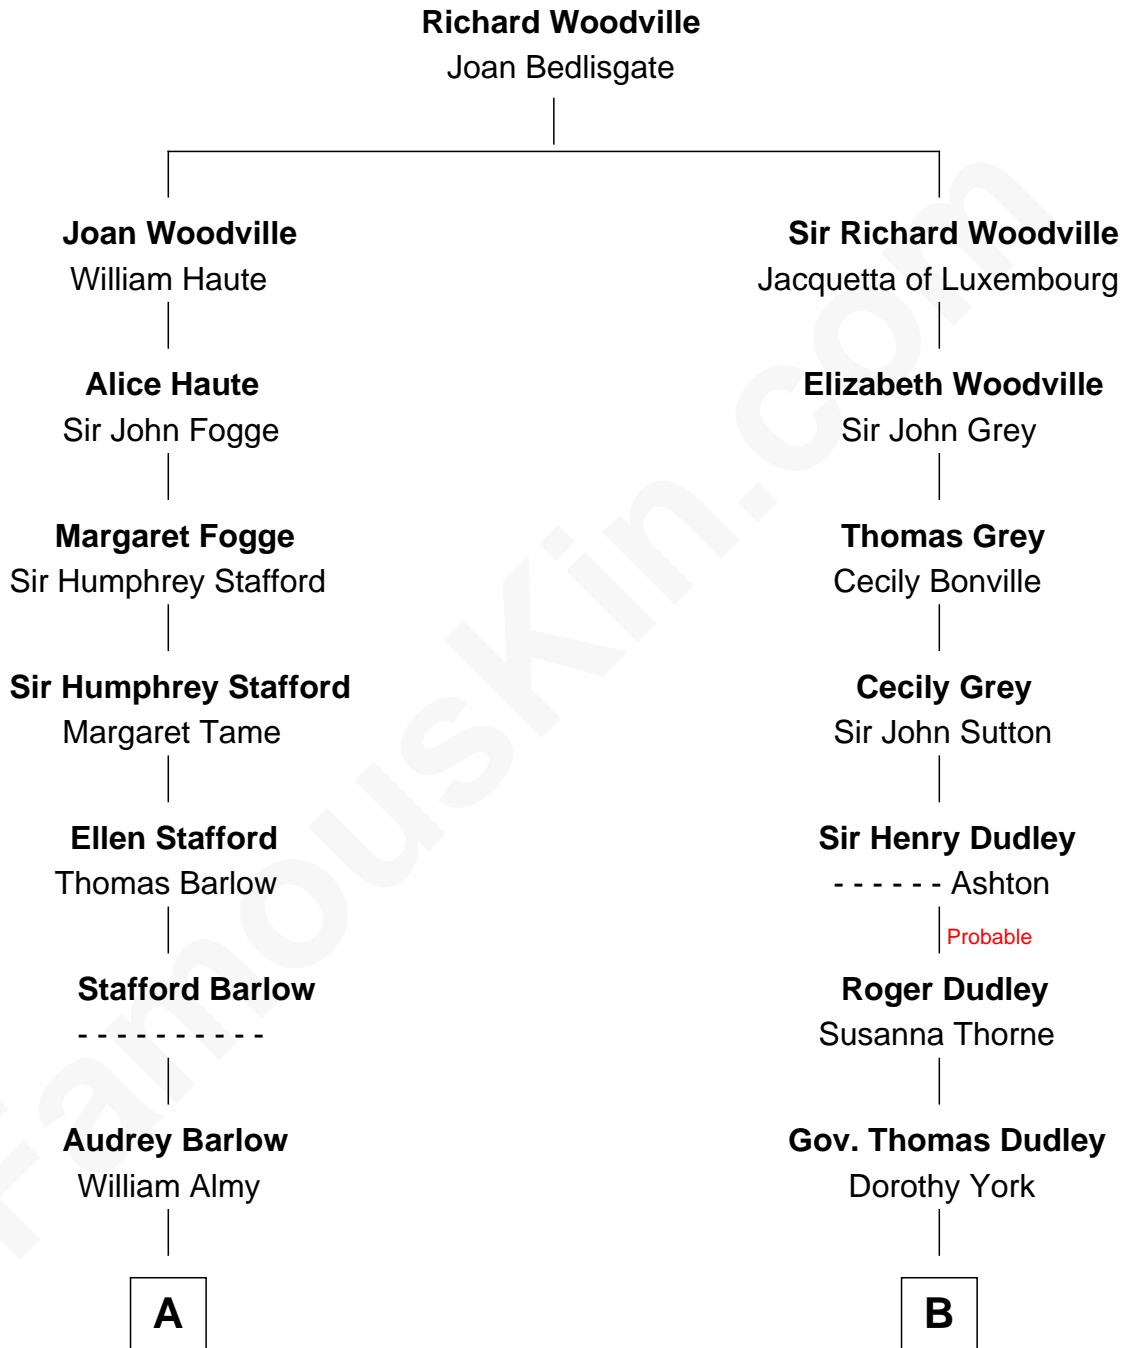 Richard Woodville
Joan Bedlisgate
Joan Woodville
William Haute
Sir Richard Woodville
Jacquetta of Luxembourg
Alice Haute
Sir John Fogge
Elizabeth Woodville
Sir John Grey
Margaret Fogge
Sir Humphrey Stafford
Thomas Grey
Cecily Bonville
Sir Humphrey Stafford
Margaret Tame
Cecily Grey
Sir John Sutton
Ellen Stafford
Thomas Barlow
Sir Henry Dudley
- - - - - - Ashton
Probable
Stafford Barlow
- - - - - - - - - -
Roger Dudley
Susanna Thorne
Audrey Barlow
William Almy
Gov. Thomas Dudley
Dorothy York
A
B
FamousKin.com